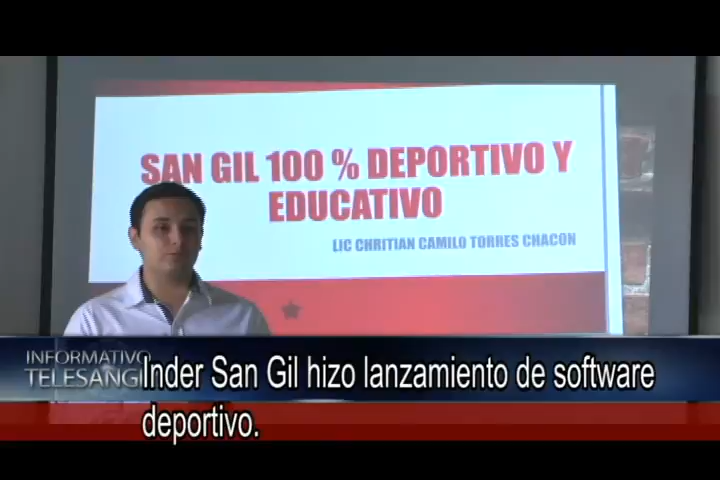 SAN GIL 100 % DEPORTIVO Y
EDUCATIVO
LIC CHRITIAN CAMILO TORRES CHACON
INFORMATIVO
TELESANGI
Inder San Gil hizo lanzamiento de software
deportivo.